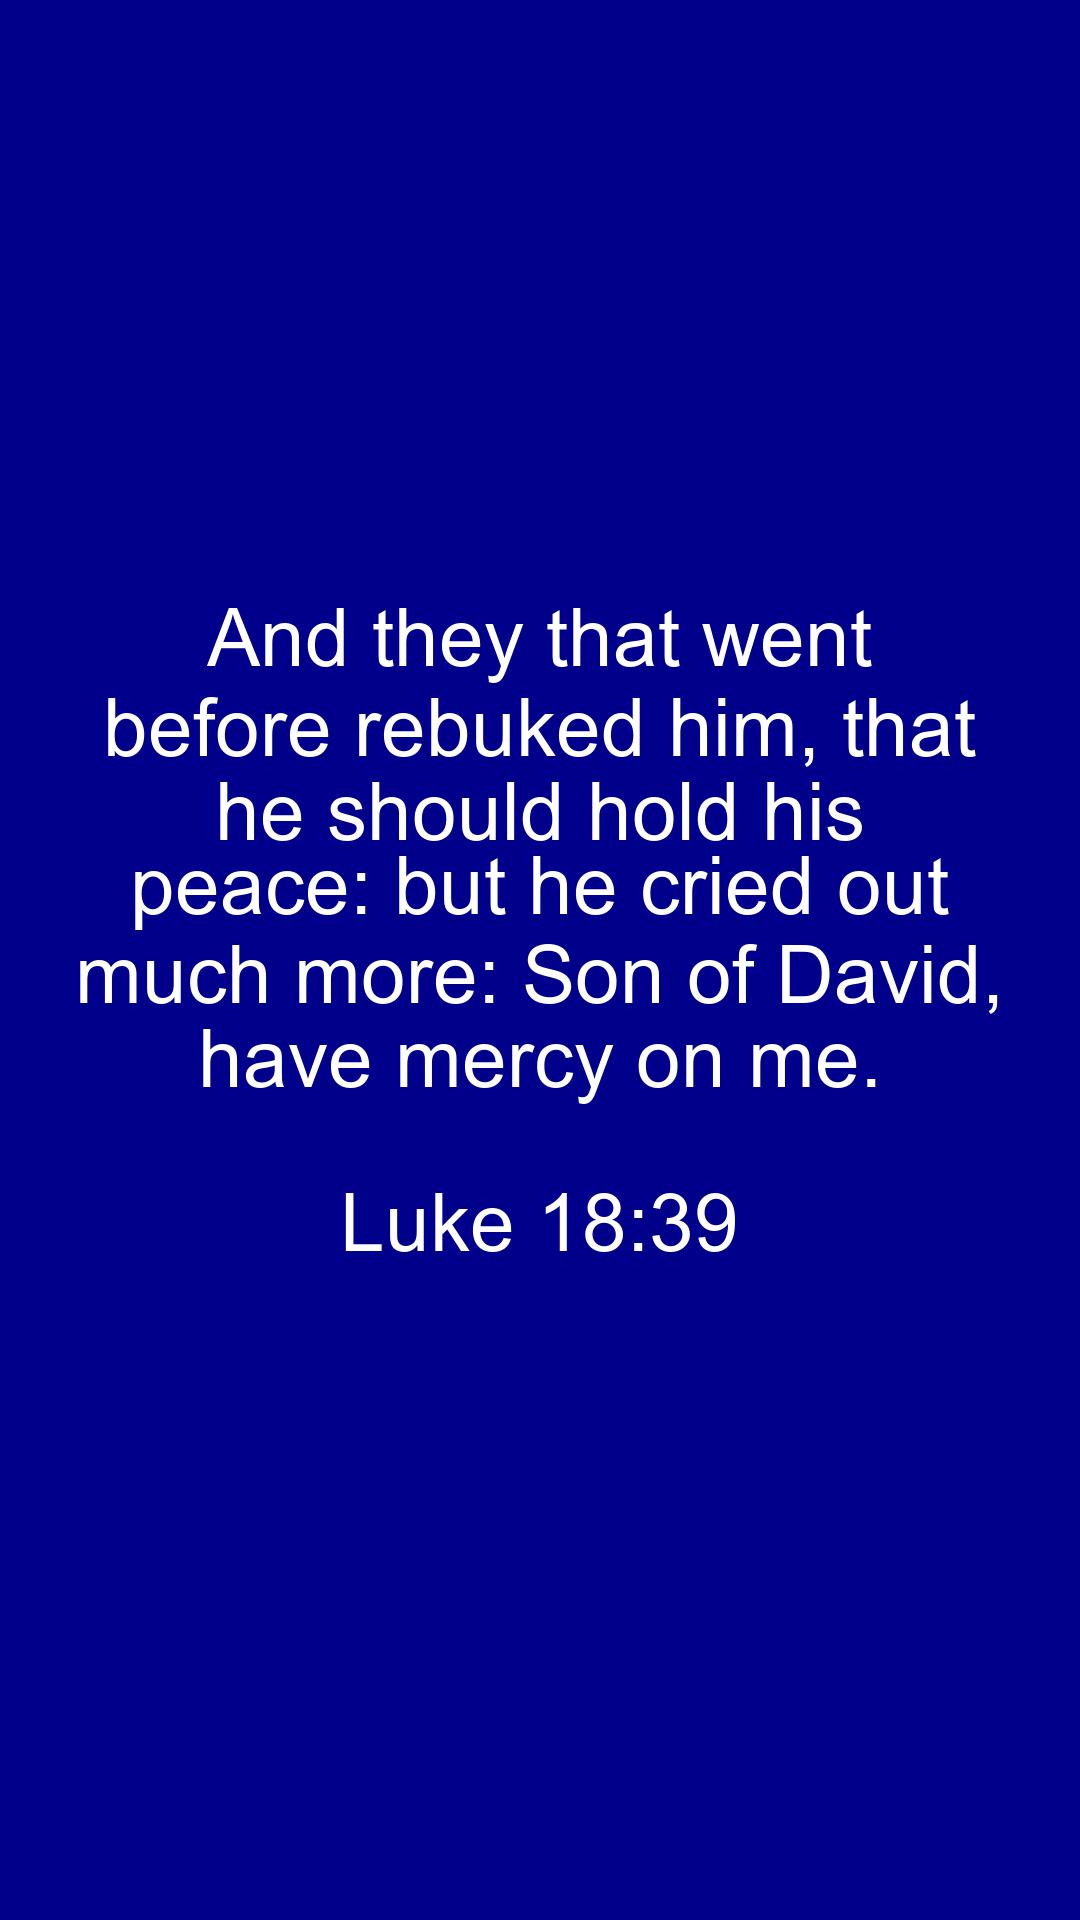 And they that went
before rebuked him, that
he should hold his
peace: but he cried out
much more: Son of David,
have mercy on me.
Luke 18:39